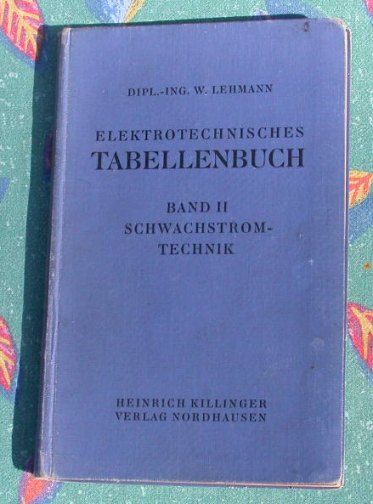 DIPL.-ING. W. LEHMANN
ELEKTROTECHNISCHES
TABELLENBUCH
BAND II
SCHWACHSTROM-
TECHNIK
HEINRICH KILLINGER
VERLAG NORDHAUSEN